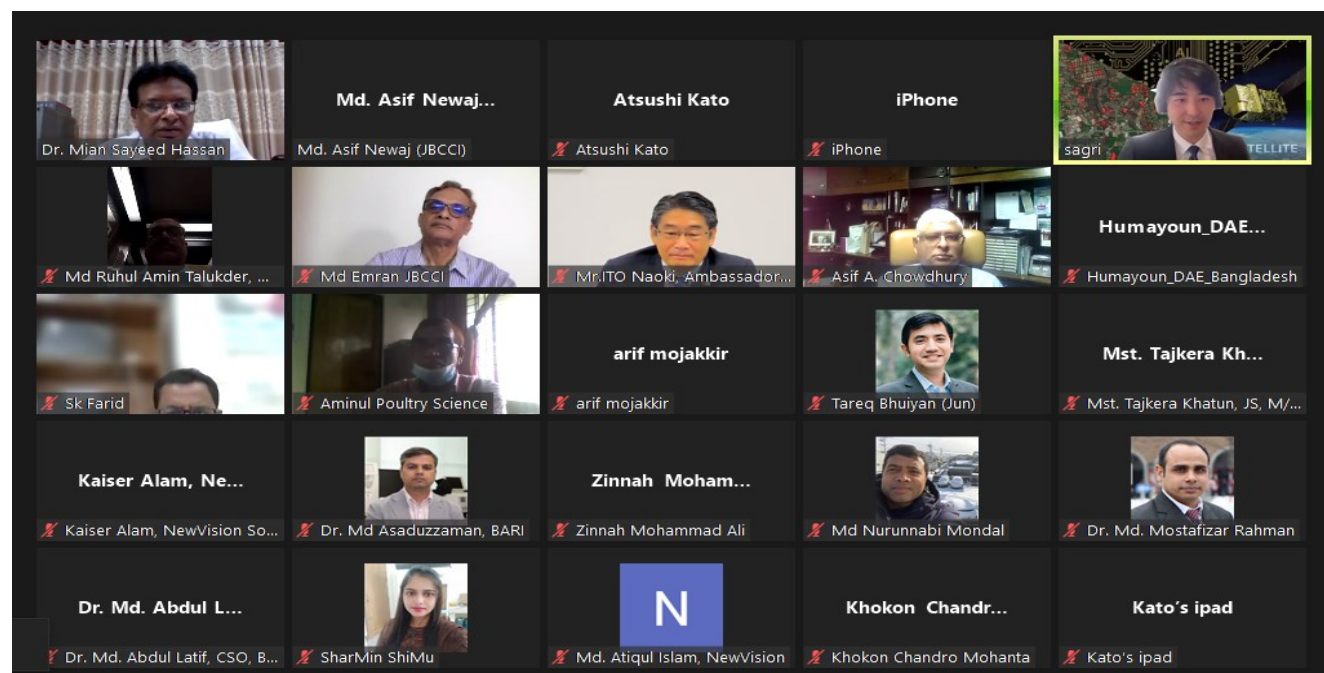 Dr. Mian Sayeed Hassan
Md. Asif Newaj...
Md. Asif Newaj (JBCCI)
Atsushi Kato
Atsushi Kato
iPhone
iPhone
AI
TELLITE
sagri
Md Ruhul Amin Talukder, ...
Md Emran JBCCI
Mr.ITO Naoki, Ambassador...
Asif A. Chowdhury
Humayoun_DAE...
Humayoun_DAE_Bangladesh
Sk Farid
Aminul Poultry Science
arif mojakkir
arif mojakkir
Tareq Bhuiyan (Jun)
Mst. Tajkera Kh...
Mst. Tajkera Khatun, JS, M/...
Kaiser Alam, Ne...
Kaiser Alam, NewVision So...
Dr. Md Asaduzzaman, BARI
Zinnah Moham...
Zinnah Mohammad Ali
Md Nurunnabi Mondal
Dr. Md. Mostafizar Rahman
Dr. Md. Abdul L...
Dr. Md. Abdul Latif, CSO, B...
SharMin ShiMu
N
Md. Atiqul Islam, NewVision
Khokon Chandr...
Khokon Chandro Mohanta
Kato's ipad
Kato's ipad